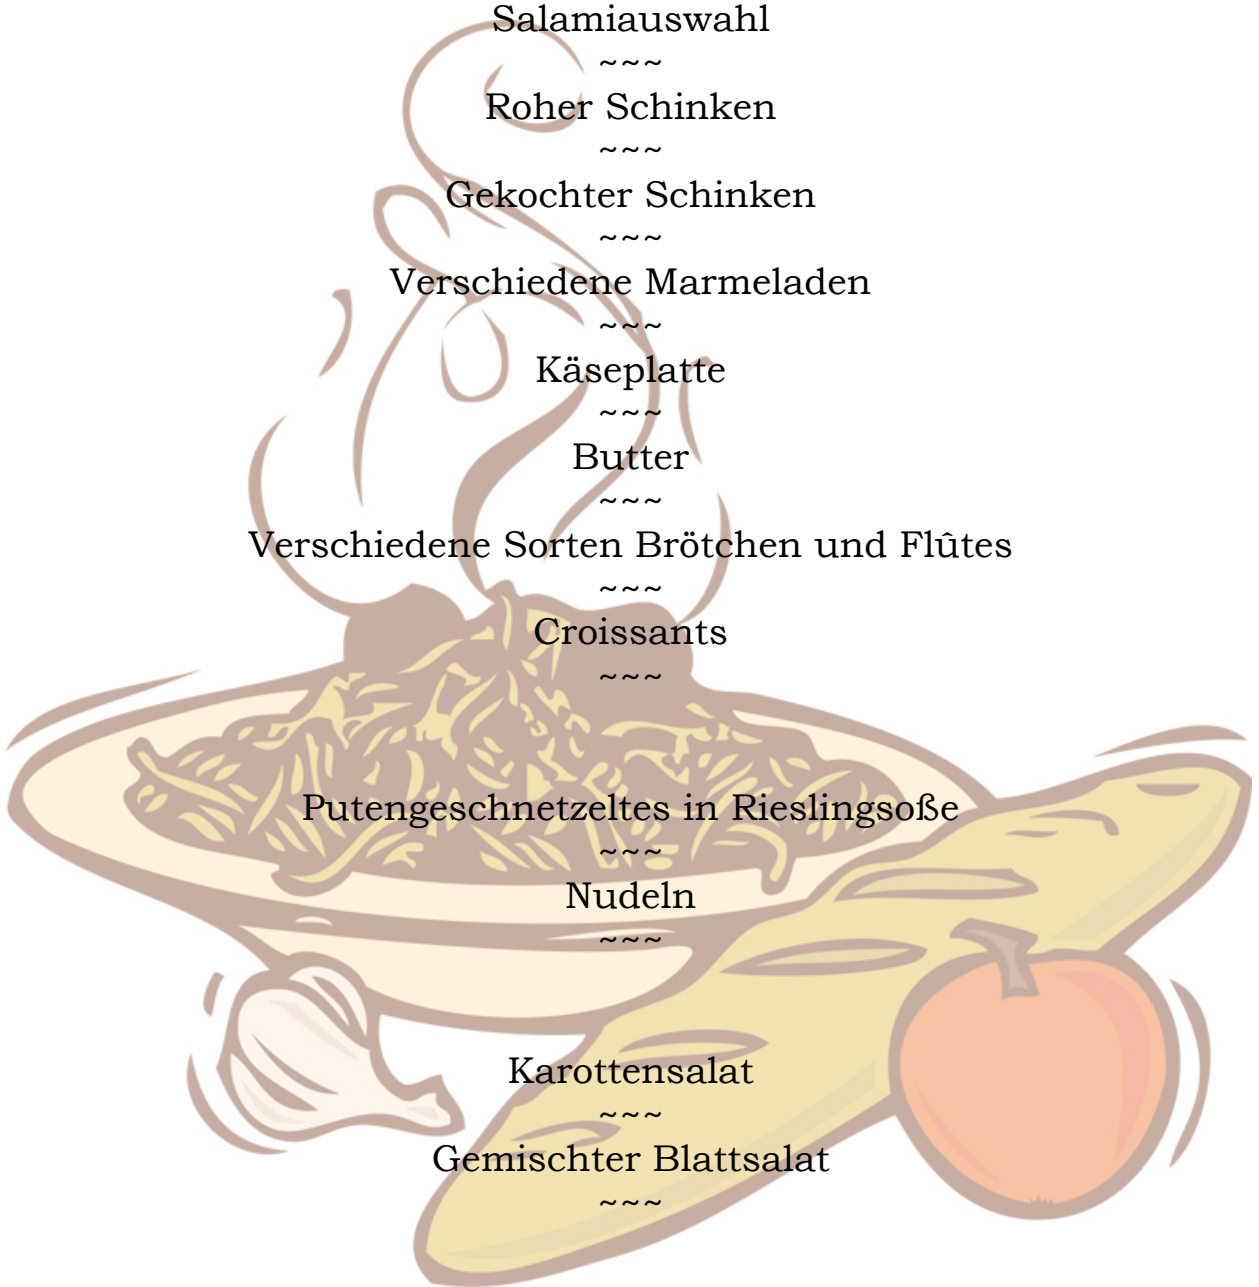 Salamiauswahl
~~~
Roher Schinken
~~~
Gekochter Schinken
~~~
Verschiedene Marmeladen
~~~
Käseplatte
~~~
Butter
~~~
Verschiedene Sorten Brötchen und Flûtes
~~~
Croissants
~~~
Putengeschnetzeltes in Rieslingsoße
~~~
Nudeln
~~~
Karottensalat
~~~
Gemischter Blattsalat
~~~